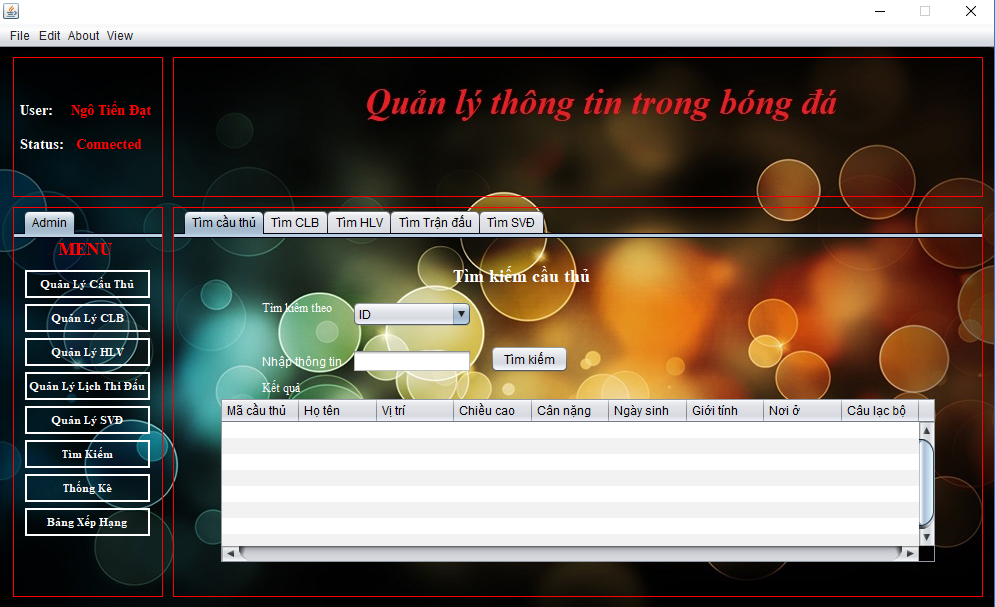 File Edit About View
User: Ngô Tiến Đạt
Status: Connected
Quản lý thông tin trong bóng đá
Admin
MENU
Quản Lý Cầu Thủ
Quản Lý CLB
Quản Lý HLV
Quản Lý Lịch Thi Đấu
Quản Lý SVĐ
Tìm Kiếm
Thống Kê
Bảng Xếp Hạng
Tìm cầu thủ Tìm CLB Tìm HLV Tìm Trận đấu Tìm SVĐ
Tìm kiếm cầu thủ
Tìm kiếm theo ID
Nhập thông tin Tìm kiếm
Kết quả
Mã cầu thủ Họ tên Vị trí Chiều cao Cân nặng Ngày sinh Giới tính Nơi ở Câu lạc bộ